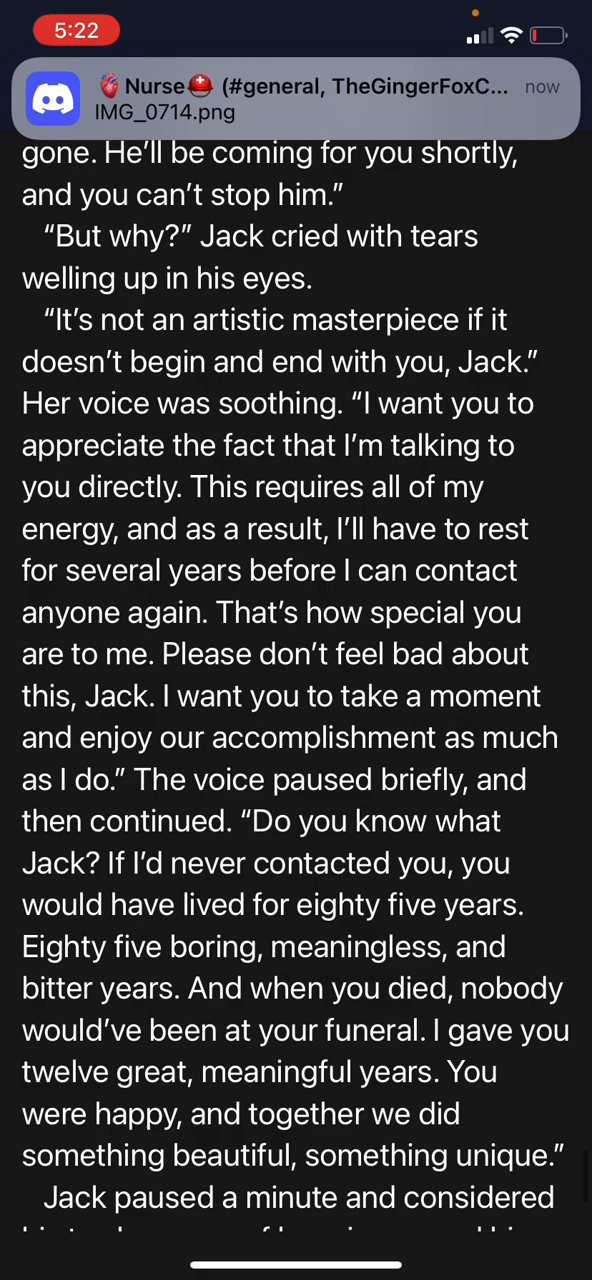 5:22
🫀 Nurse⛑️ (#general, TheGingerFoxC... now
IMG_0714.png
gone. He’ll be coming for you shortly,
and you can’t stop him.”
“But why?” Jack cried with tears
welling up in his eyes.
“It’s not an artistic masterpiece if it
doesn’t begin and end with you, Jack.”
Her voice was soothing. “I want you to
appreciate the fact that I’m talking to
you directly. This requires all of my
energy, and as a result, I’ll have to rest
for several years before I can contact
anyone again. That’s how special you
are to me. Please don’t feel bad about
this, Jack. I want you to take a moment
and enjoy our accomplishment as much
as I do.” The voice paused briefly, and
then continued. “Do you know what
Jack? If I’d never contacted you, you
would have lived for eighty five years.
Eighty five boring, meaningless, and
bitter years. And when you died, nobody
would’ve been at your funeral. I gave you
twelve great, meaningful years. You
were happy, and together we did
something beautiful, something unique.”
Jack paused a minute and considered